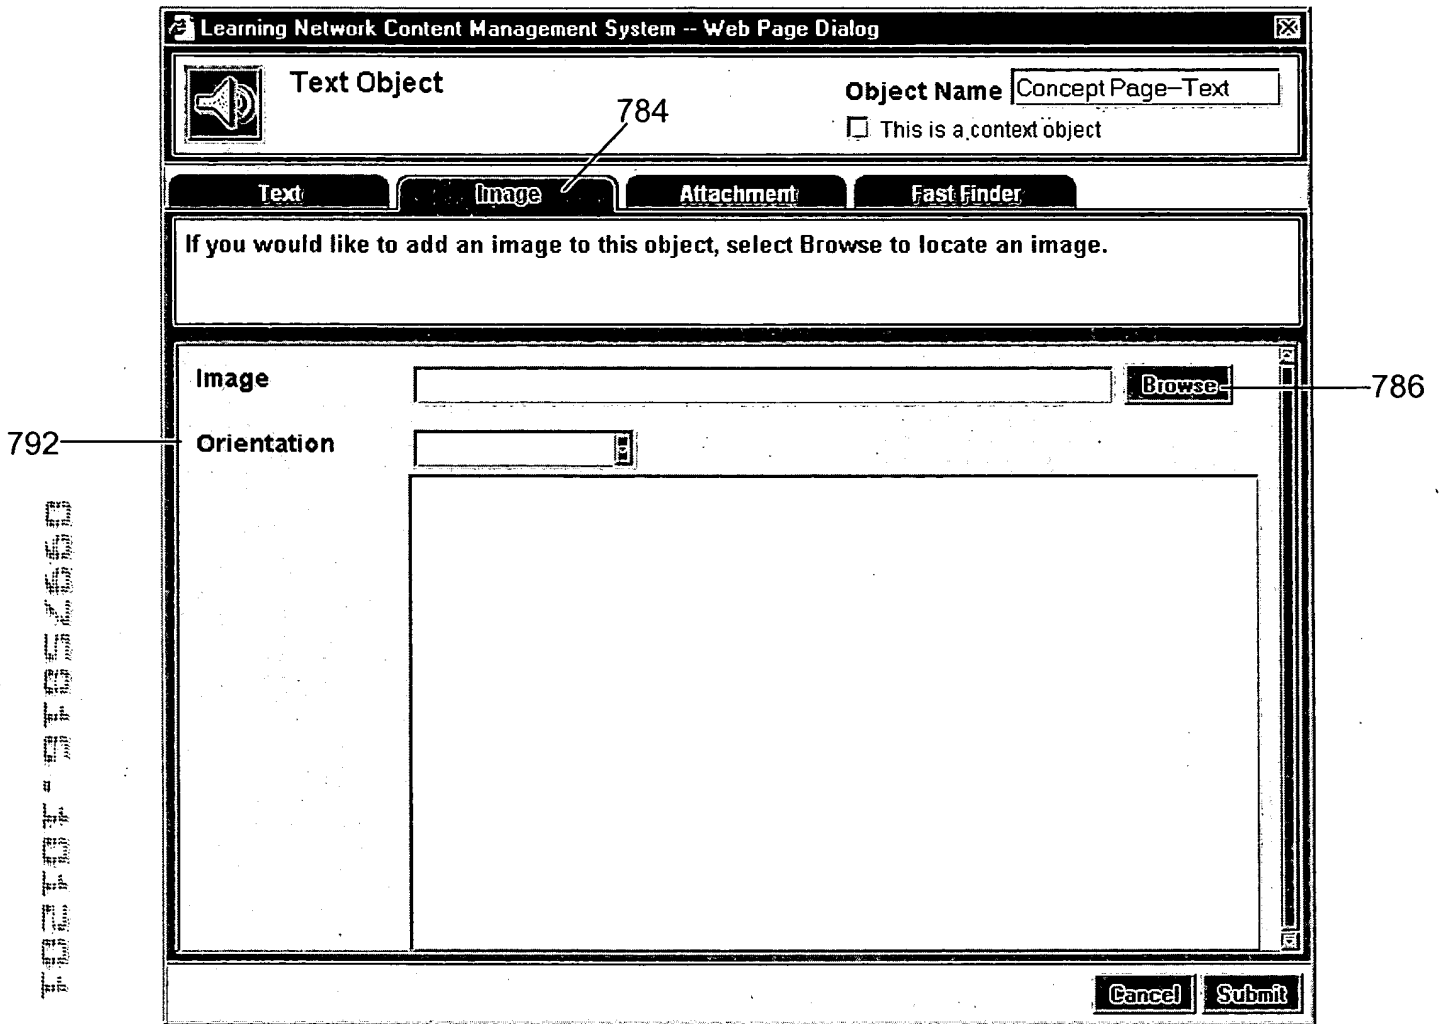 Learning Network Content Management System -- Web Page Dialog
Text Object
Object Name Concept Page-Text
This is a context object
784
Text Image Attachment Fast Finder
If you would like to add an image to this object, select Browse to locate an image.
Image
Browse
786
792
Orientation
Cancel Submit